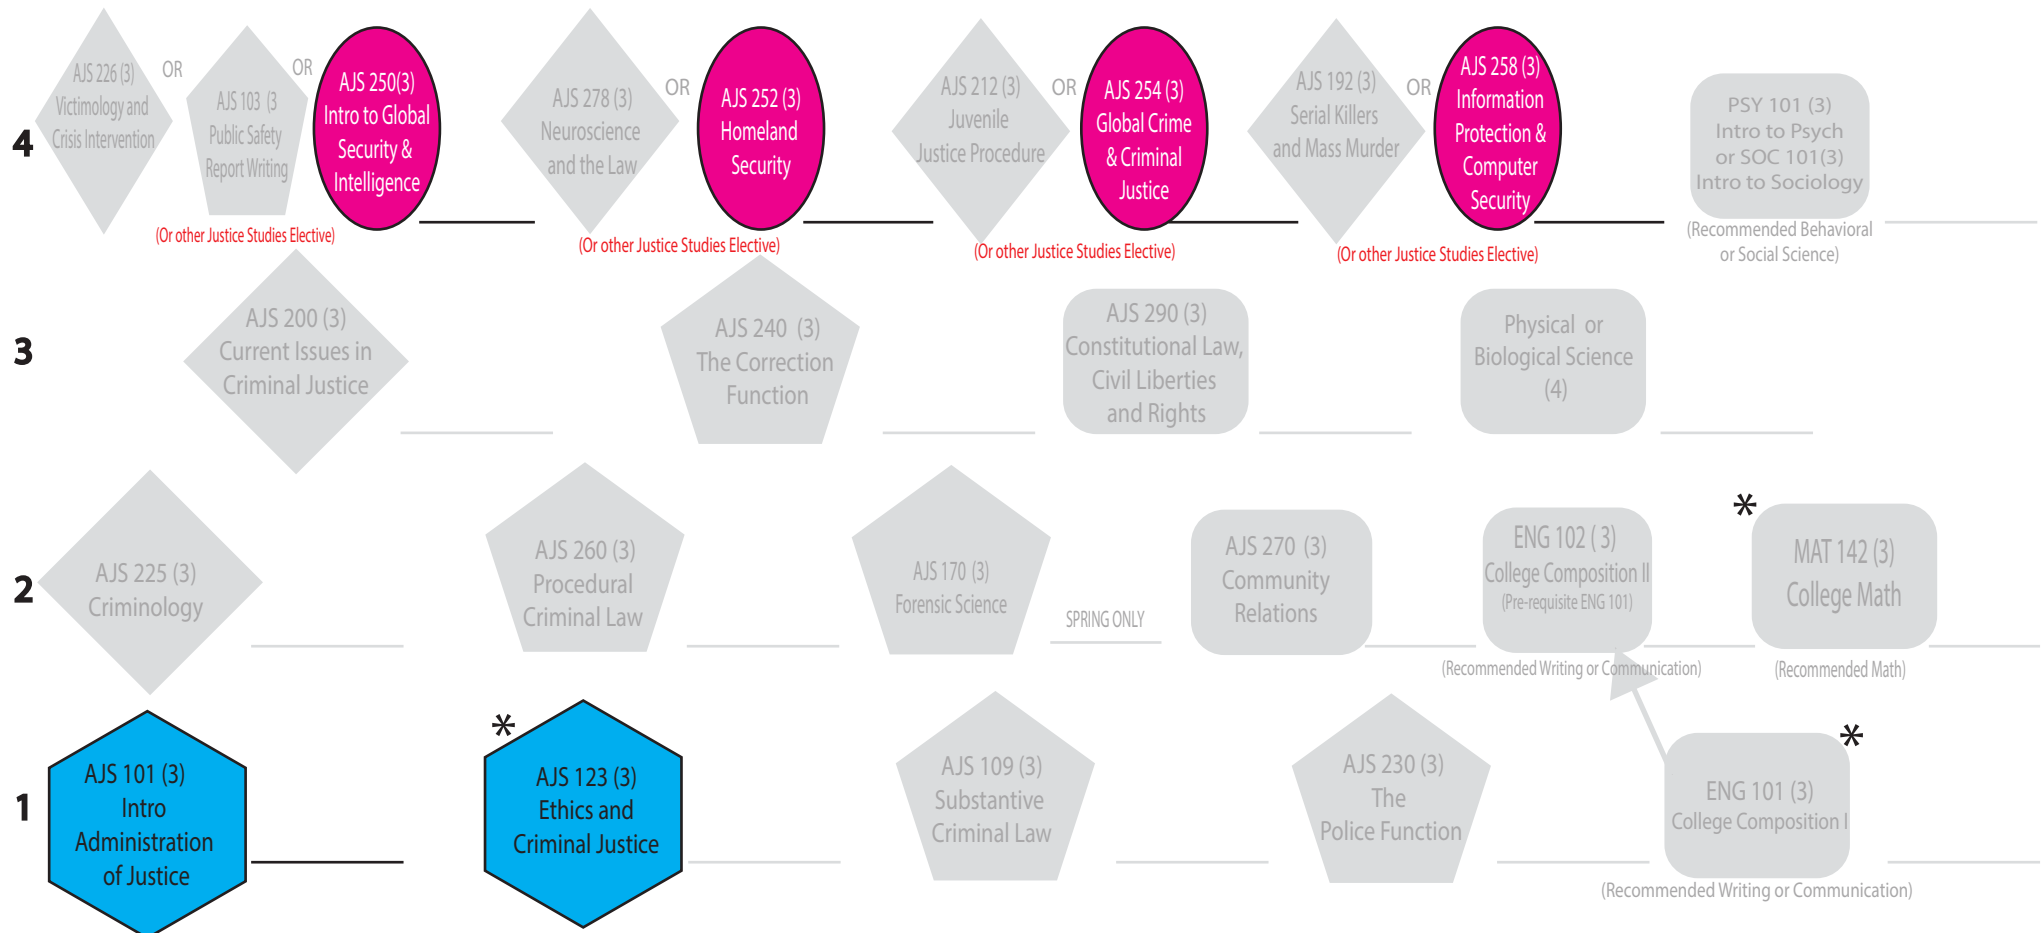 4
AJS 226 (3)
Victimology and
Crisis Intervention
OR
AJS 103 (3
Public Safety
Report Writing
OR
AJS 250(3)
Intro to Global
Security &
Intelligence
(Or other Justice Studies Elective)
AJS 278 (3)
Neuroscience
and the Law
OR
AJS 252 (3)
Homeland
Security
(Or other Justice Studies Elective)
AJS 212 (3)
Juvenile
Justice Procedure
OR
AJS 254 (3)
Global Crime
& Criminal
Justice
(Or other Justice Studies Elective)
AJS 192 (3)
Serial Killers
and Mass Murder
OR
AJS 258 (3)
Information
Protection &
Computer
Security
(Or other Justice Studies Elective)
PSY 101 (3)
Intro to Psych
or SOC 101(3)
Intro to Sociology
(Recommended Behavioral
or Social Science)
3
AJS 200 (3)
Current Issues in
Criminal Justice
AJS 240 (3)
The Correction
Function
AJS 290 (3)
Constitutional Law,
Civil Liberties
and Rights
Physical or
Biological Science
(4)
2
AJS 225 (3)
Criminology
AJS 260 (3)
Procedural
Criminal Law
AJS 170 (3)
Forensic Science
SPRING ONLY
AJS 270 (3)
Community
Relations
ENG 102 ( 3)
College Composition II
(Pre-requisite ENG 101)
(Recommended Writing or Communication)
*
MAT 142 (3)
College Math
(Recommended Math)
1
AJS 101 (3)
Intro
Administration
of Justice
*
AJS 123 (3)
Ethics and
Criminal Justice
AJS 109 (3)
Substantive
Criminal Law
AJS 230 (3)
The
Police Function
*
ENG 101 (3)
College Composition I
(Recommended Writing or Communication)